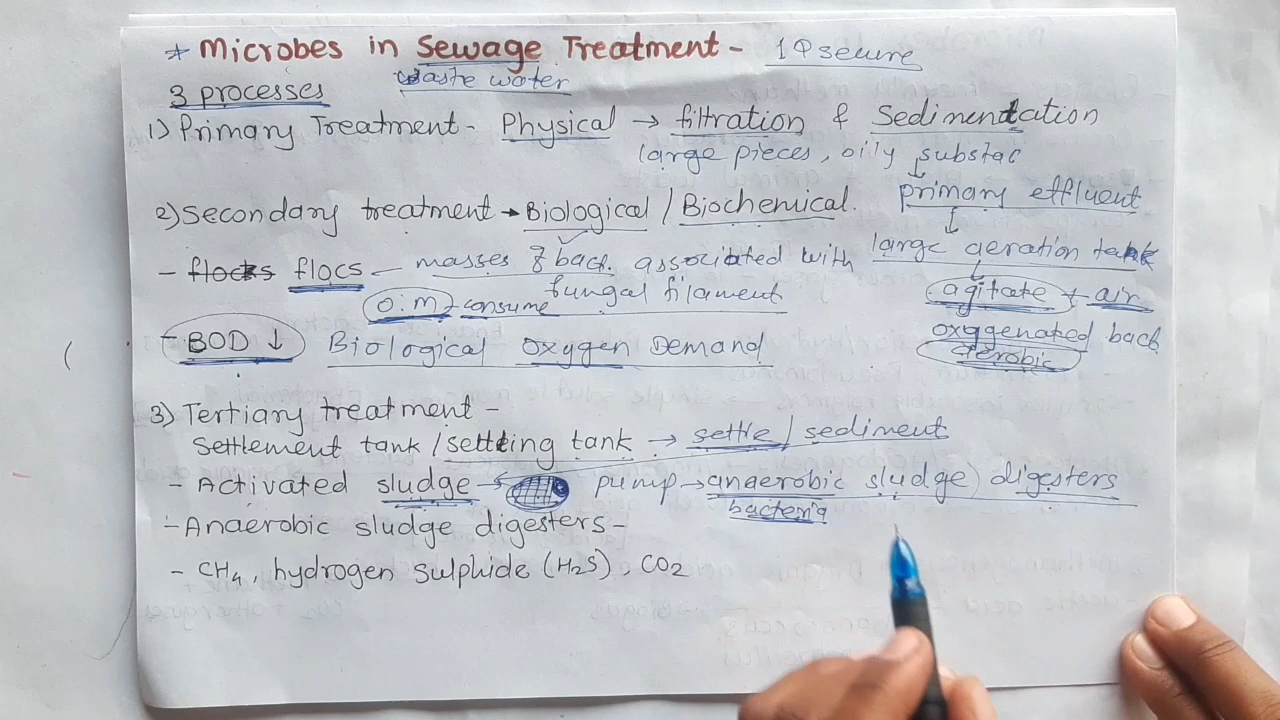 * Microbes in Sewage Treatment - 1Q secure
waste water
3 processes
1) Primary Treatment - Physical → filtration & Sedimentation
large pieces, oily substac
↓
primary effluent
↓
2) Secondary treatment → Biological / Biochemical.
large aeration tank
↓
- flocks flocs – masses of bact. associated with
fungal filament
agitate + air
O.M - consume
oxygenated bact
aerobic
- BOD ↓ Biological Oxygen Demand
3) Tertiary treatment -
Settlement tank / settling tank → settle / sediment
- Activated sludge → pump → anaerobic sludge) digesters
bacteria
- Anaerobic sludge digesters -
- CH4, hydrogen sulphide (H2S), CO2